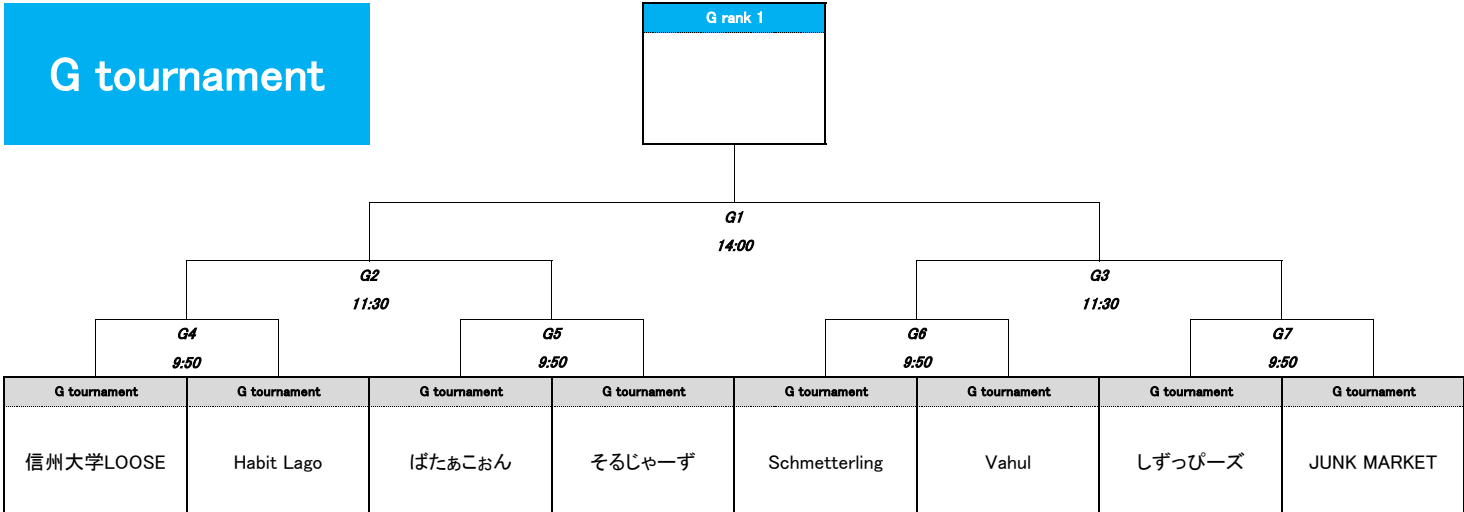 G tournament
G rank 1
G1
14:00
G2
G3
11:30
11:30
G4
G5
G6
G7
9:50
9:50
9:50
9:50
G tournament
G tournament
G tournament
G tournament
G tournament
G tournament
G tournament
G tournament
信州大学LOOSE
Habit Lago
ばたぁこぉん
そるじゃーず
Schmetterling
Vahul
しずっぴーズ
JUNK MARKET